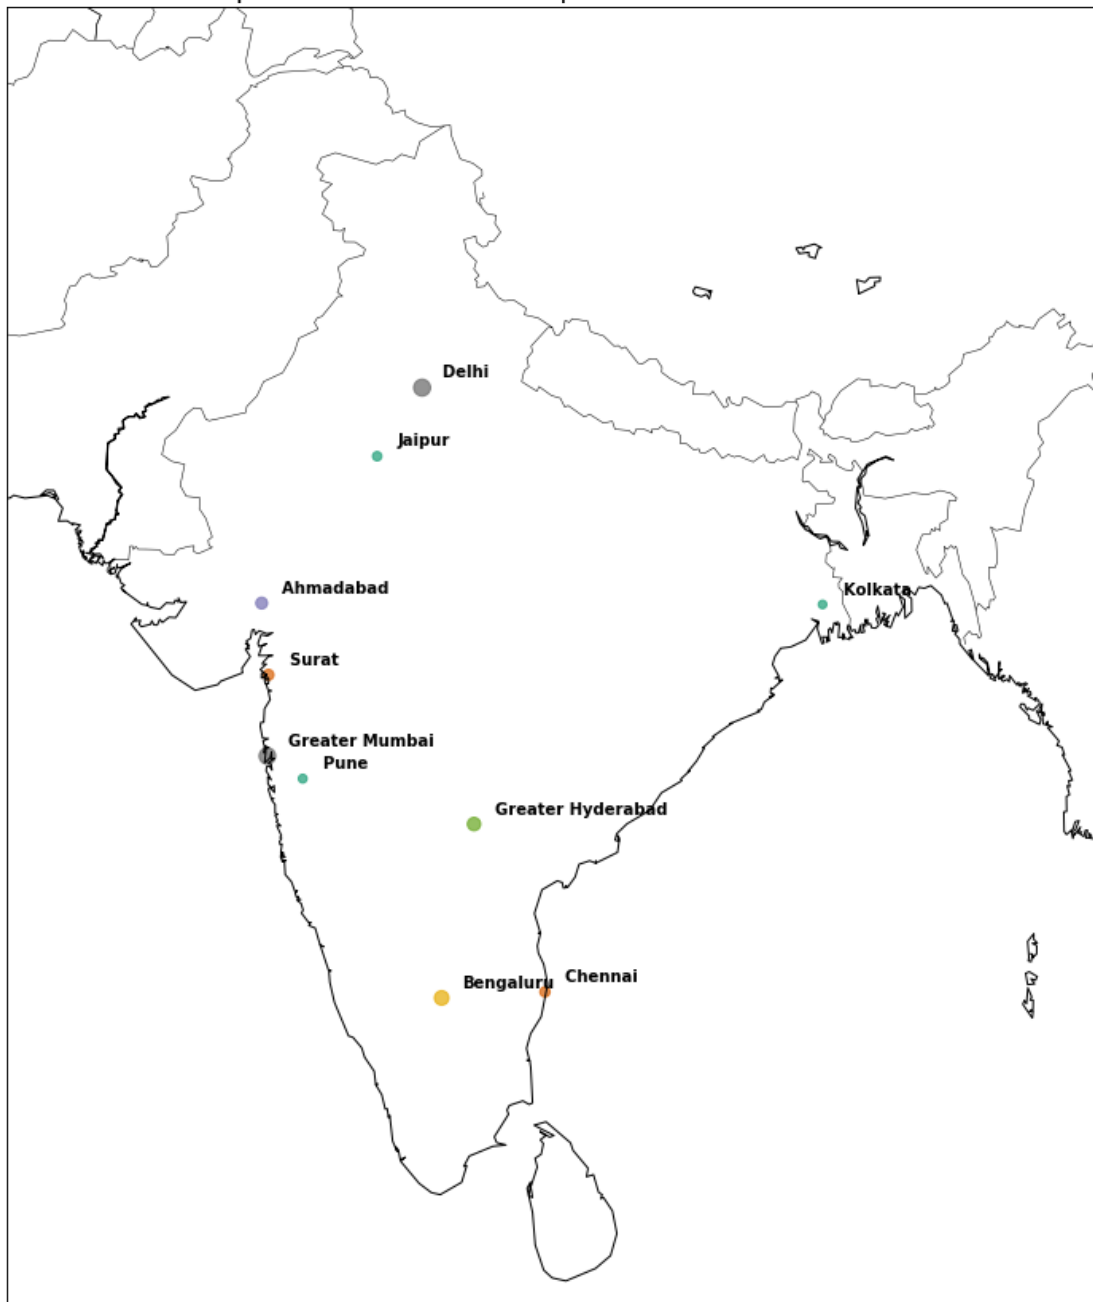 Delhi
Jaipur
Ahmadabad
Kolkata
Surat
Greater Mumbai
Pune
Greater Hyderabad
Chennai
Bengaluru